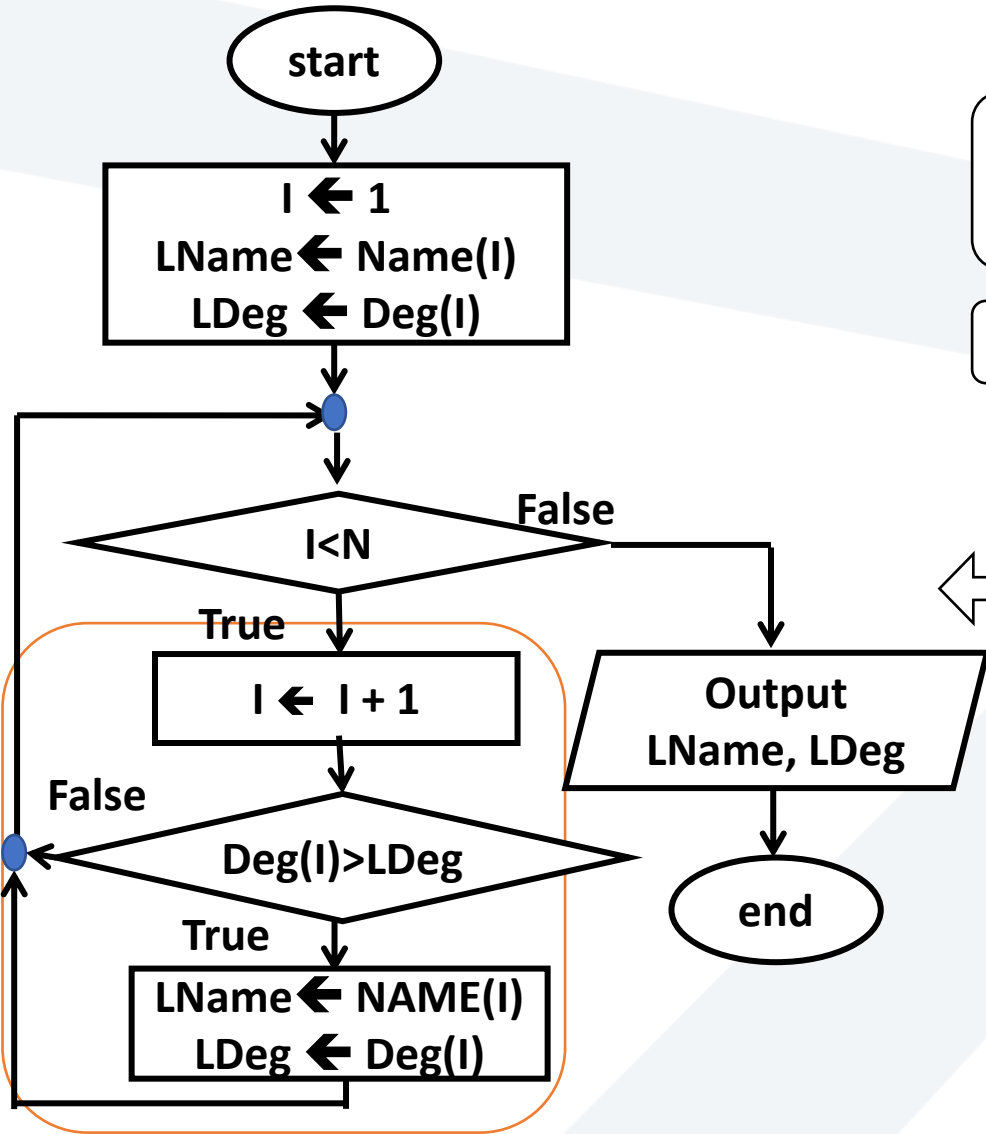 start
I 🡸 1
LName🡸 Name(I)
LDeg 🡸 Deg(I)
I<N
False
True
I 🡸 I + 1
Output
LName, LDeg
False
Deg(I)>LDeg
end
True
LName🡸 NAME(I)
LDeg 🡸 Deg(I)